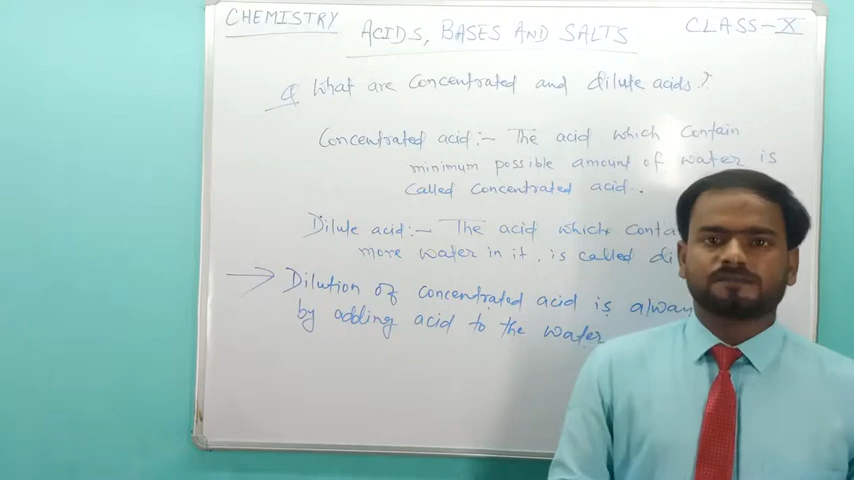 CHEMISTRY ACIDS, BASES AND SALTS CLASS-X
Q What are concentrated and dilute acids?
Concentrated acid:- The acid which contain
minimum possible amount of water is
called concentrated acid.
Dilute acid:- The acid which
more water in it. is called
→ Dilution of concentrated acid is
by adding acid to the water